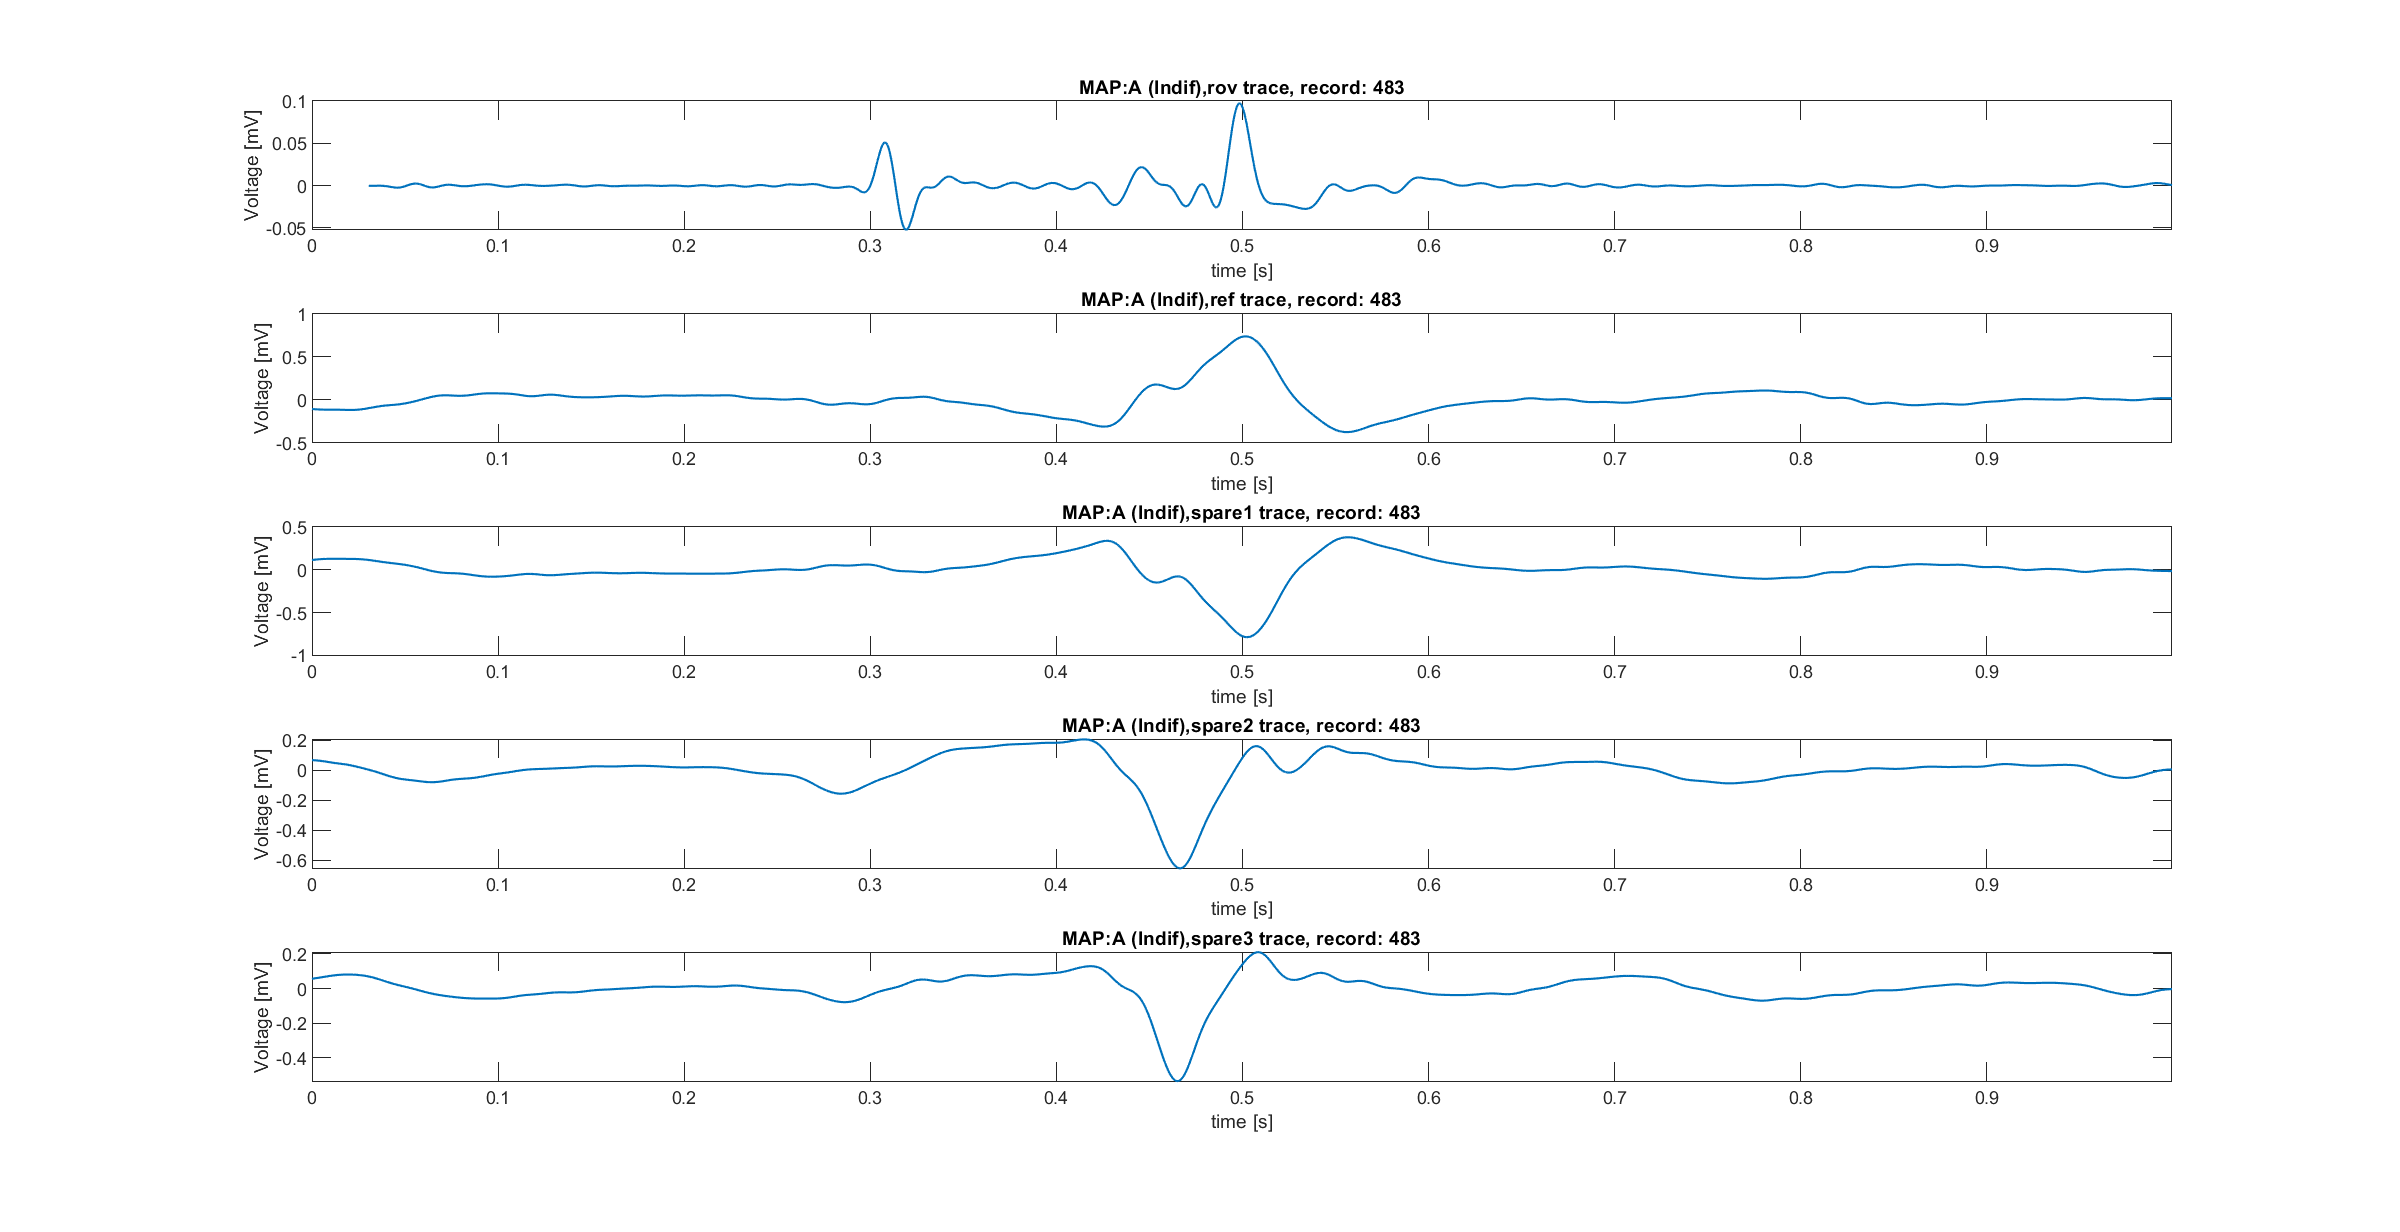 MAP:A (Indif),rov trace, record: 483
Voltage [mV]
0.1
0.05
0
-0.05
0 0.1 0.2 0.3 0.4 0.5 0.6 0.7 0.8 0.9
time [s]
MAP:A (Indif),ref trace, record: 483
Voltage [mV]
1
0.5
0
-0.5
0 0.1 0.2 0.3 0.4 0.5 0.6 0.7 0.8 0.9
time [s]
MAP:A (Indif),spare1 trace, record: 483
Voltage [mV]
0.5
0
-0.5
-1
0 0.1 0.2 0.3 0.4 0.5 0.6 0.7 0.8 0.9
time [s]
MAP:A (Indif),spare2 trace, record: 483
Voltage [mV]
0.2
0
-0.2
-0.4
-0.6
0 0.1 0.2 0.3 0.4 0.5 0.6 0.7 0.8 0.9
time [s]
MAP:A (Indif),spare3 trace, record: 483
Voltage [mV]
0.2
0
-0.2
-0.4
0 0.1 0.2 0.3 0.4 0.5 0.6 0.7 0.8 0.9
time [s]